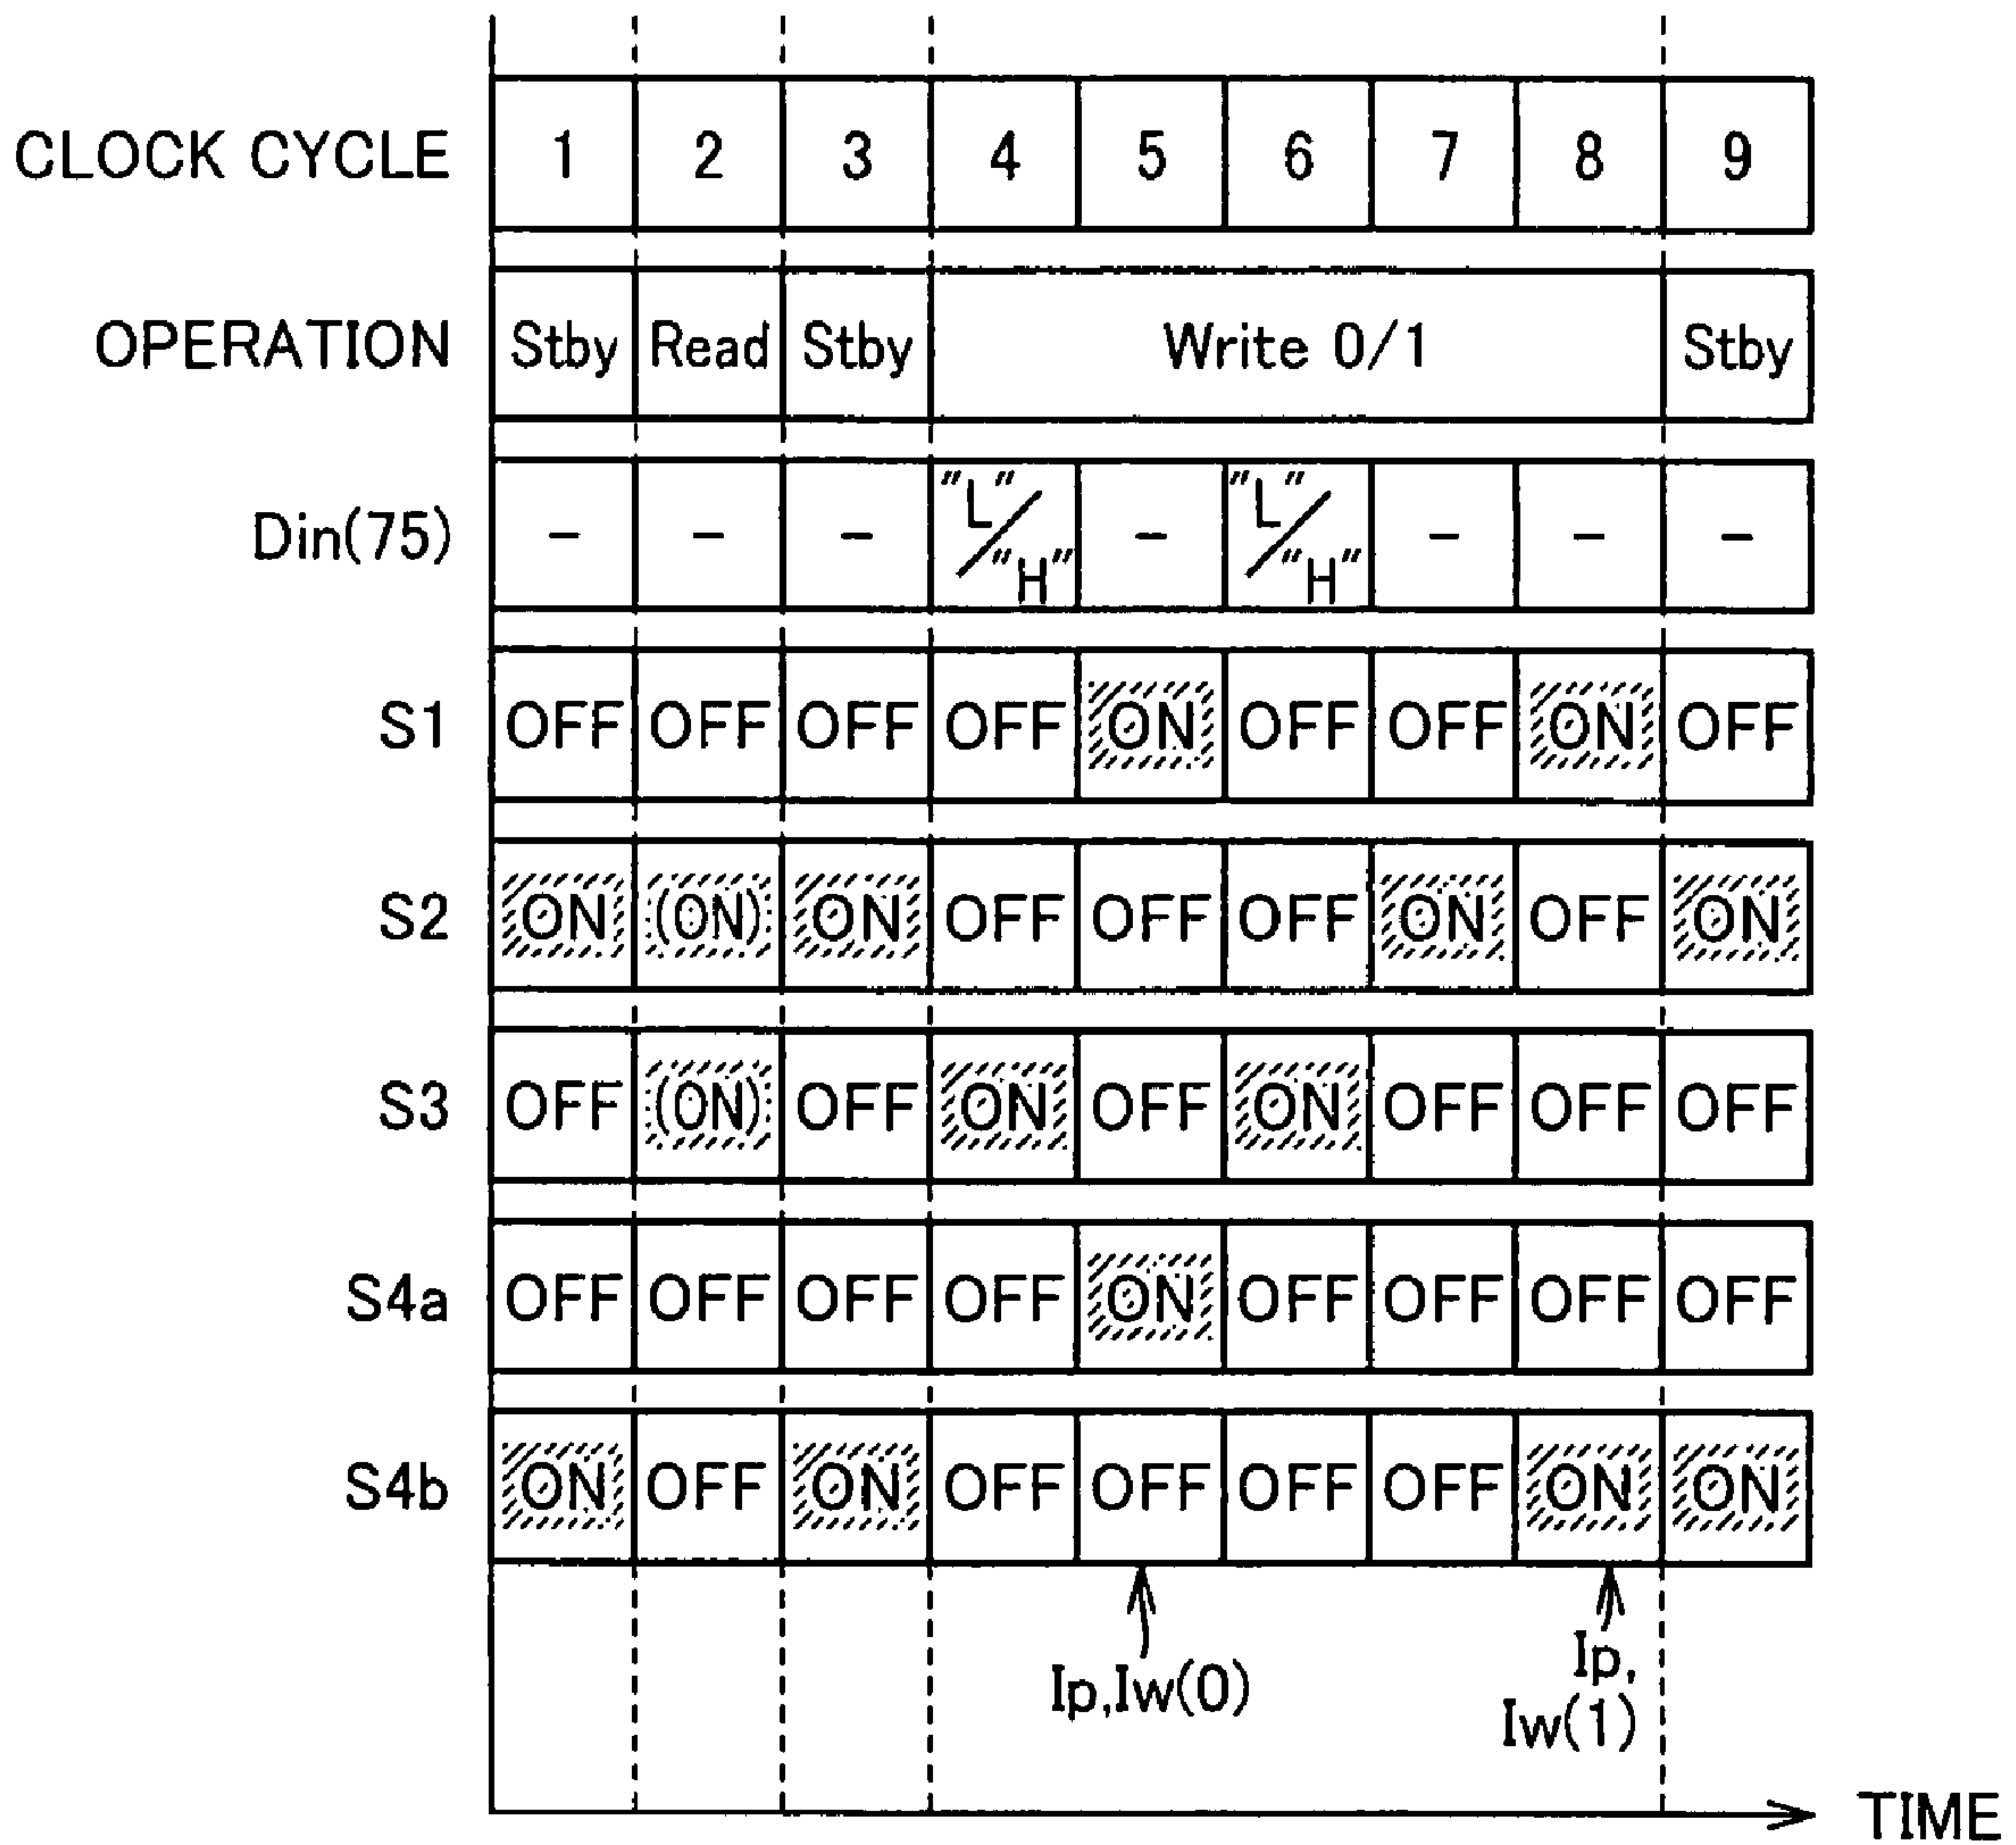 CLOCK CYCLE 1 2 3 4 5 6 7 8 9
OPERATION Stby Read Stby Write 0/1 Stby
Din(75) - - - "L"/"H" - "L"/"H" - - -
S1 OFF OFF OFF OFF ON OFF OFF ON OFF
S2 ON (ON) ON OFF OFF OFF ON OFF ON
S3 OFF (ON) OFF ON OFF ON OFF OFF OFF
S4a OFF OFF OFF OFF ON OFF OFF OFF OFF
S4b ON OFF ON OFF OFF OFF OFF ON ON
Ip,Iw(0)
Ip,
Iw(1)
TIME